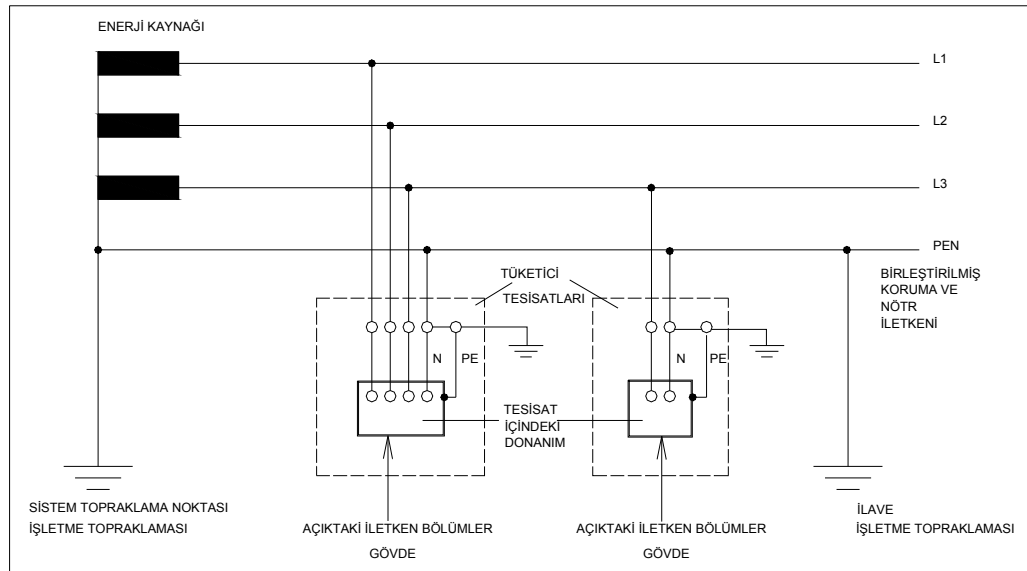 ENERJİ KAYNAĞI
L1
L2
L3
PEN
BİRLEŞTİRİLMİŞ
KORUMA VE
NÖTR
İLETKENİ
TÜKETİCİ
TESİSATLARI
N
PE
N
PE
TESİSAT
İÇİNDEKİ
DONANIM
SİSTEM TOPRAKLAMA NOKTASI
İŞLETME TOPRAKLAMASI
AÇIKTAKİ İLETKEN BÖLÜMLER
GÖVDE
AÇIKTAKİ İLETKEN BÖLÜMLER
GÖVDE
İLAVE
İŞLETME TOPRAKLAMASI